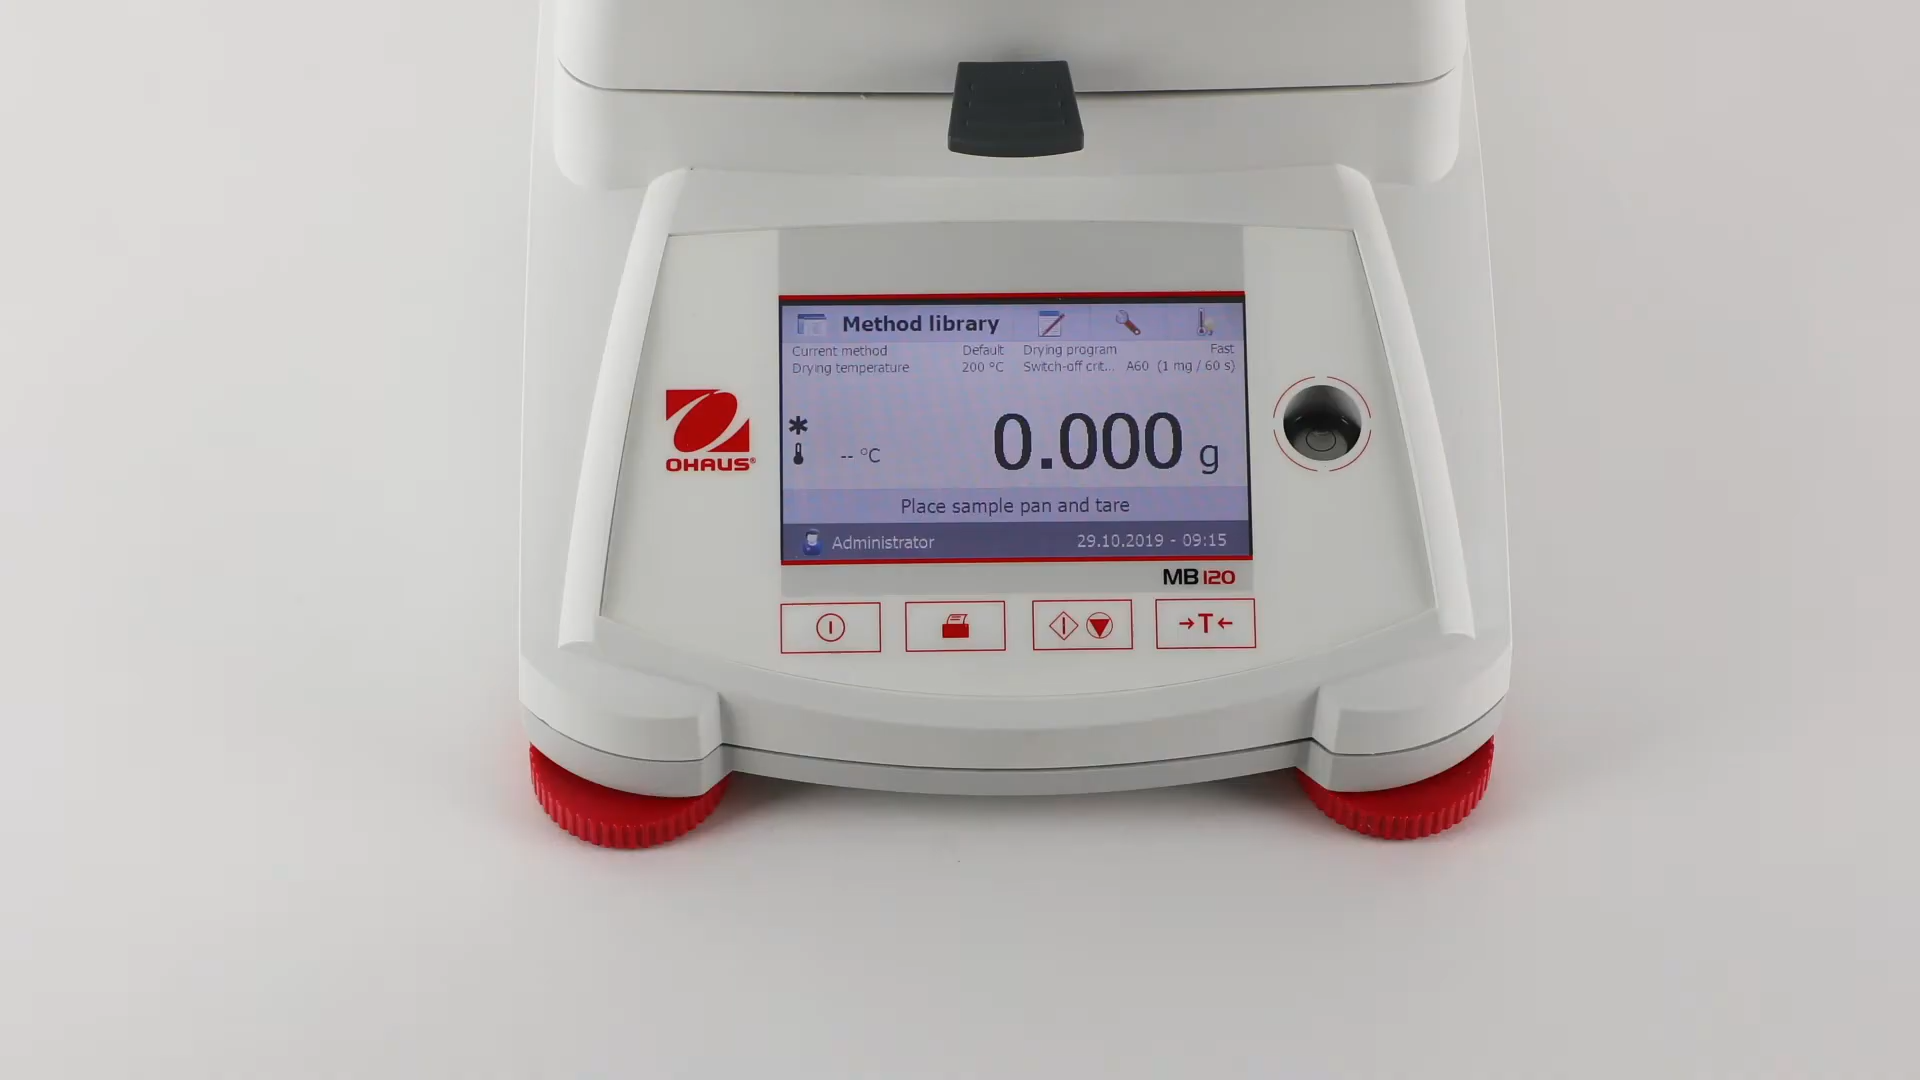 Method library
Current method Default Drying program Fast
Drying temperature 200 °C Switch-off crit... A60 (1 mg / 60 s)
* -- °C 0.000 g
OHAUS®
Place sample pan and tare
Administrator 29.10.2019 - 09:15
MB120
→T←